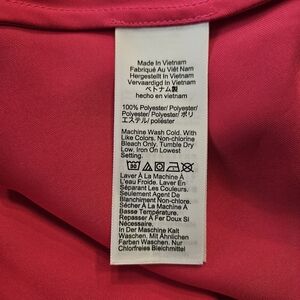 Made In Vietnam
Fabriqué Au Viêt Nam
Hergestellt In Vietnam
Vervaardigd in Vietnam
ベトナム製
hecho en vietnam
100% Polyester/ Polyester/
Polyester/ Polyester/ ポリ
エステル/ poliéster
Machine Wash Cold. With
Like Colors. Non-chlorine
Bleach Only. Tumble Dry
Low. Iron On Lowest
Setting.
Laver À La Machine À
L'eau Froide. Laver En
Séparant Les Couleurs.
Seulement Agent De
Blanchiment Non-chlore.
Sécher À La Machine À
Basse Température.
Repasser À Fer Doux Si
Nécessaire.
In Der Maschine Kalt
Waschen. Mit Ähnlichen
Farban Waschen. Nur
Chlorfreies Bleichmittel